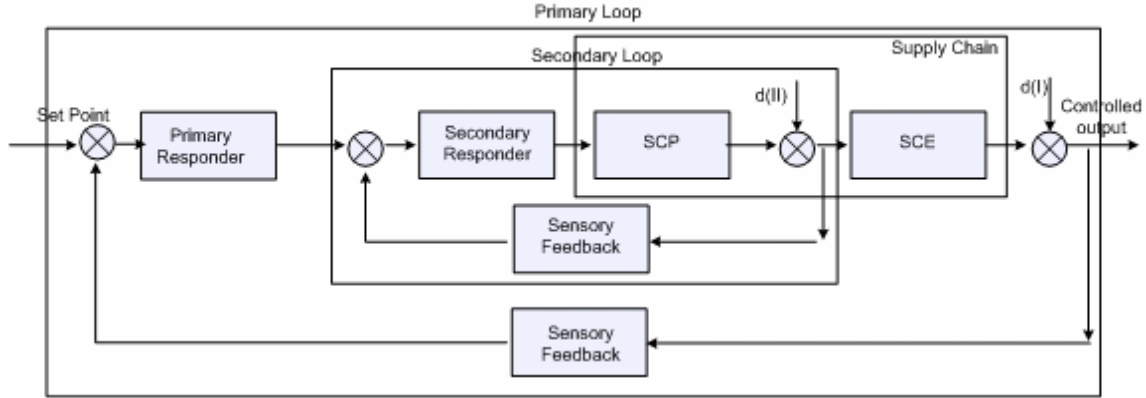 Primary Loop
Supply Chain
Secondary Loop
d(II)
d(I)
Controlled
output
Set Point
Primary
Responder
Secondary
Responder
SCP
SCE
Sensory
Feedback
Sensory
Feedback